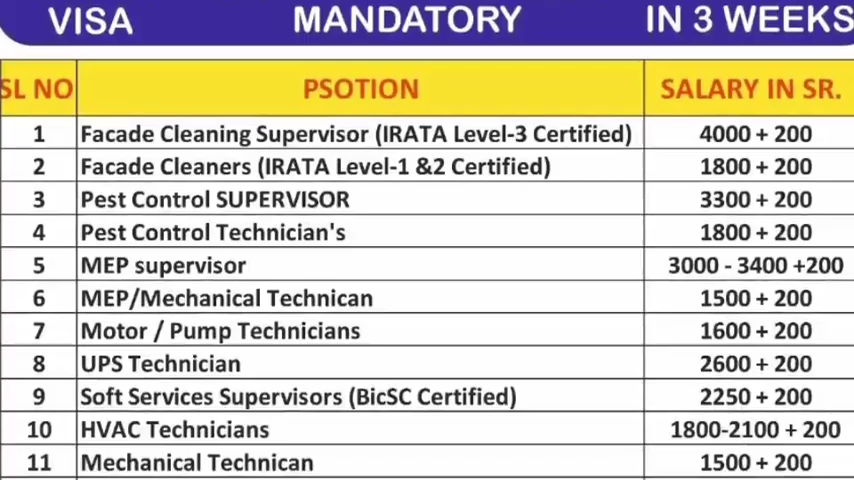 VISA MANDATORY IN 3 WEEKS
SL NO PSOTION SALARY IN SR.
1 Facade Cleaning Supervisor (IRATA Level-3 Certified) 4000 + 200
2 Facade Cleaners (IRATA Level-1 &2 Certified) 1800 + 200
3 Pest Control SUPERVISOR 3300 + 200
4 Pest Control Technician's 1800 + 200
5 MEP supervisor 3000 - 3400 +200
6 MEP/Mechanical Technican 1500 + 200
7 Motor / Pump Technicians 1600 + 200
8 UPS Technician 2600 + 200
9 Soft Services Supervisors (BicSC Certified) 2250 + 200
10 HVAC Technicians 1800-2100 + 200
11 Mechanical Technican 1500 + 200